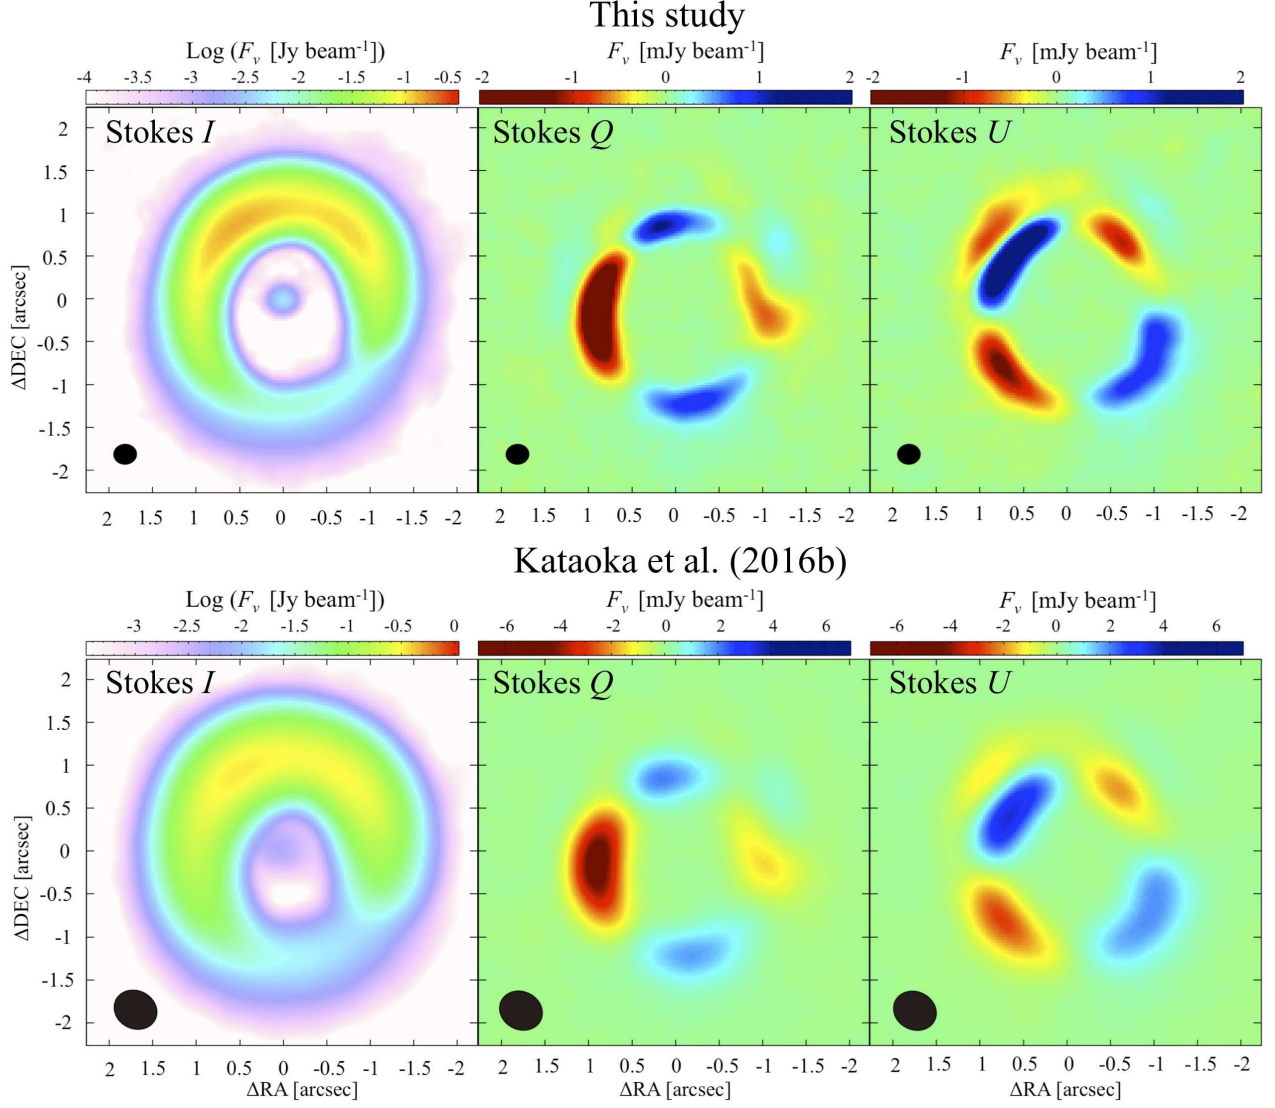 This study
Log (Fν [Jy beam-1]) Fν [mJy beam-1] Fν [mJy beam-1]
-4 -3.5 -3 -2.5 -2 -1.5 -1 -0.5 -2 -1 0 1 2 -2 -1 0 1 2
Stokes I Stokes Q Stokes U
2
1.5
1
0.5
0
-0.5
-1
-1.5
-2
ΔDEC [arcsec]
2 1.5 1 0.5 0 -0.5 -1 -1.5 -2 2 1.5 1 0.5 0 -0.5 -1 -1.5 -2 2 1.5 1 0.5 0 -0.5 -1 -1.5 -2
Kataoka et al. (2016b)
Log (Fν [Jy beam-1]) Fν [mJy beam-1] Fν [mJy beam-1]
-3 -2.5 -2 -1.5 -1 -0.5 0 -6 -4 -2 0 2 4 6 -6 -4 -2 0 2 4 6
Stokes I Stokes Q Stokes U
2
1.5
1
0.5
0
-0.5
-1
-1.5
-2
ΔDEC [arcsec]
2 1.5 1 0.5 0 -0.5 -1 -1.5 -2 2 1.5 1 0.5 0 -0.5 -1 -1.5 -2 2 1.5 1 0.5 0 -0.5 -1 -1.5 -2
ΔRA [arcsec] ΔRA [arcsec] ΔRA [arcsec]